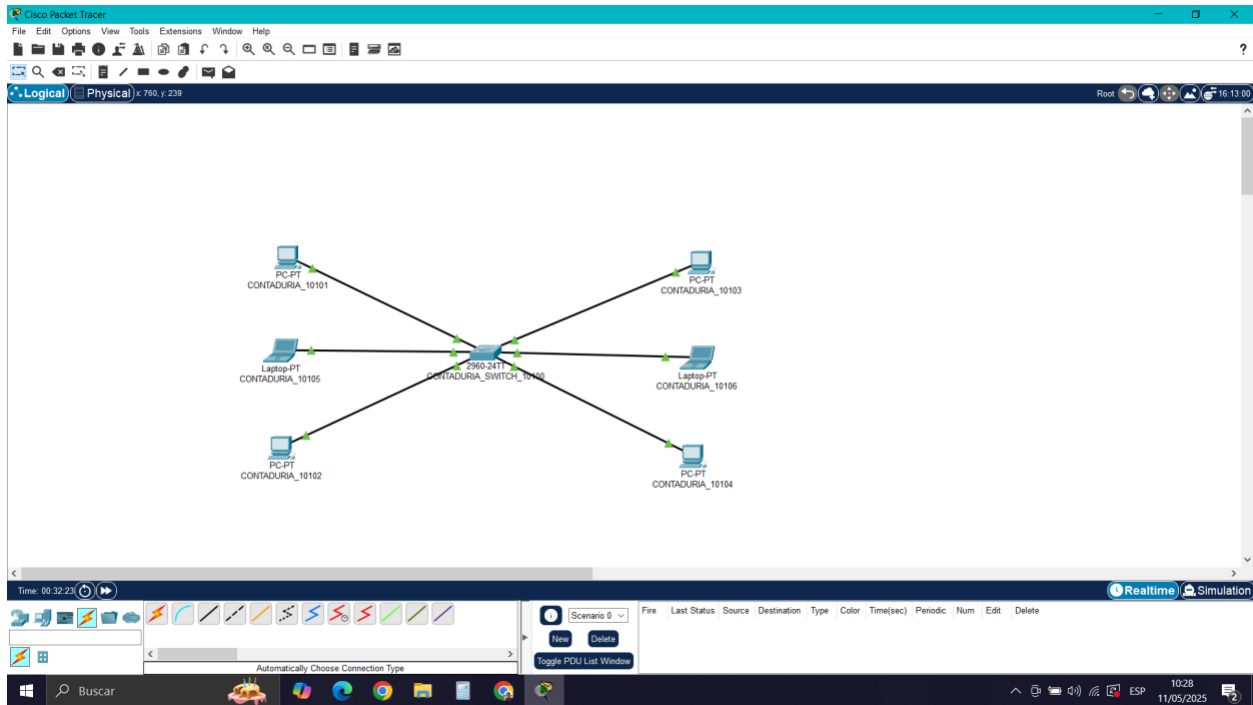 Cisco Packet Tracer
File Edit Options View Tools Extensions Window Help
?
Logical Physical x: 760, y: 239 Root 16:13:00
PC-PT
CONTADURIA_10101
PC-PT
CONTADURIA_10103
Laptop-PT
CONTADURIA_10105
2960-24TT
CONTADURIA_SWITCH_10100
Laptop-PT
CONTADURIA_10106
PC-PT
CONTADURIA_10102
PC-PT
CONTADURIA_10104
Time: 00:32:23 Realtime Simulation
Scenario 0 Fire Last Status Source Destination Type Color Time(sec) Periodic Num Edit Delete
New Delete
Toggle PDU List Window
Automatically Choose Connection Type
Buscar ESP 10:28
11/05/2025 2